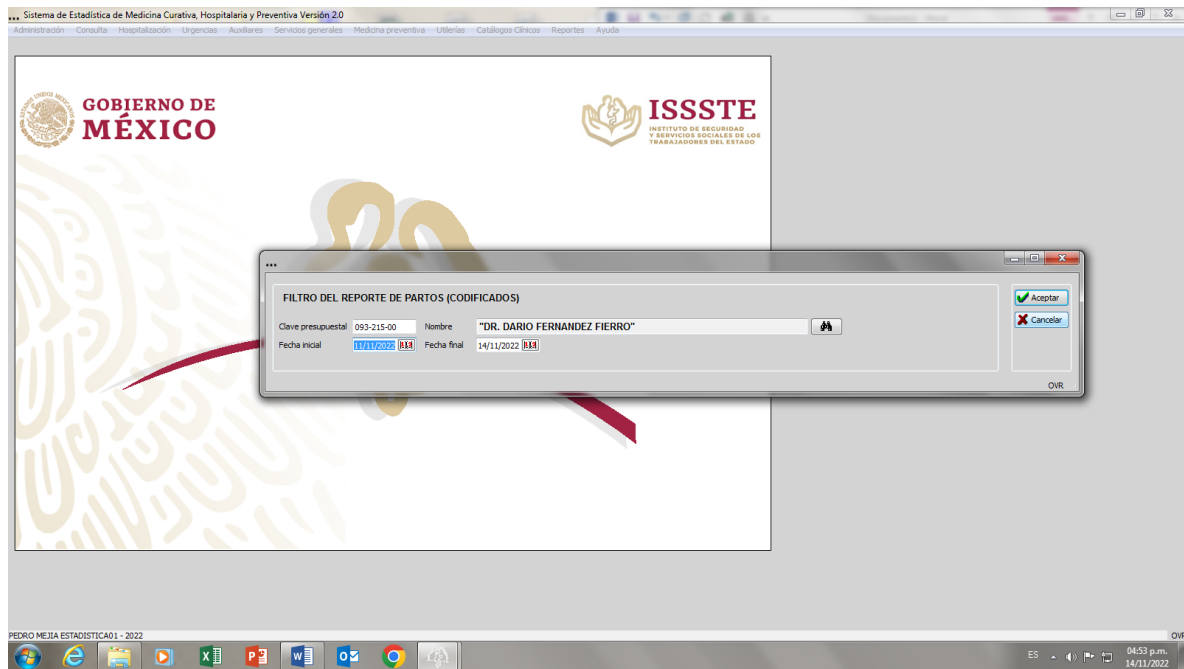 Sistema de Estadística de Medicina Curativa, Hospitalaria y Preventiva Versión 2.0
Administración Consulta Hospitalización Urgencias Auxiliares Servicios generales Medicina preventiva Utilerías Catálogos Clínicos Reportes Ayuda
GOBIERNO DE
MÉXICO
ISSSTE
INSTITUTO DE SEGURIDAD
Y SERVICIOS SOCIALES DE LOS
TRABAJADORES DEL ESTADO
FILTRO DEL REPORTE DE PARTOS (CODIFICADOS)
Aceptar
Clave presupuestal 093-215-00 Nombre "DR. DARIO FERNANDEZ FIERRO"
Cancelar
Fecha inicial 11/11/2022 Fecha final 14/11/2022
OVR
PEDRO MEJIA ESTADISTICA01 - 2022
ES 04:53 p.m.
14/11/2022